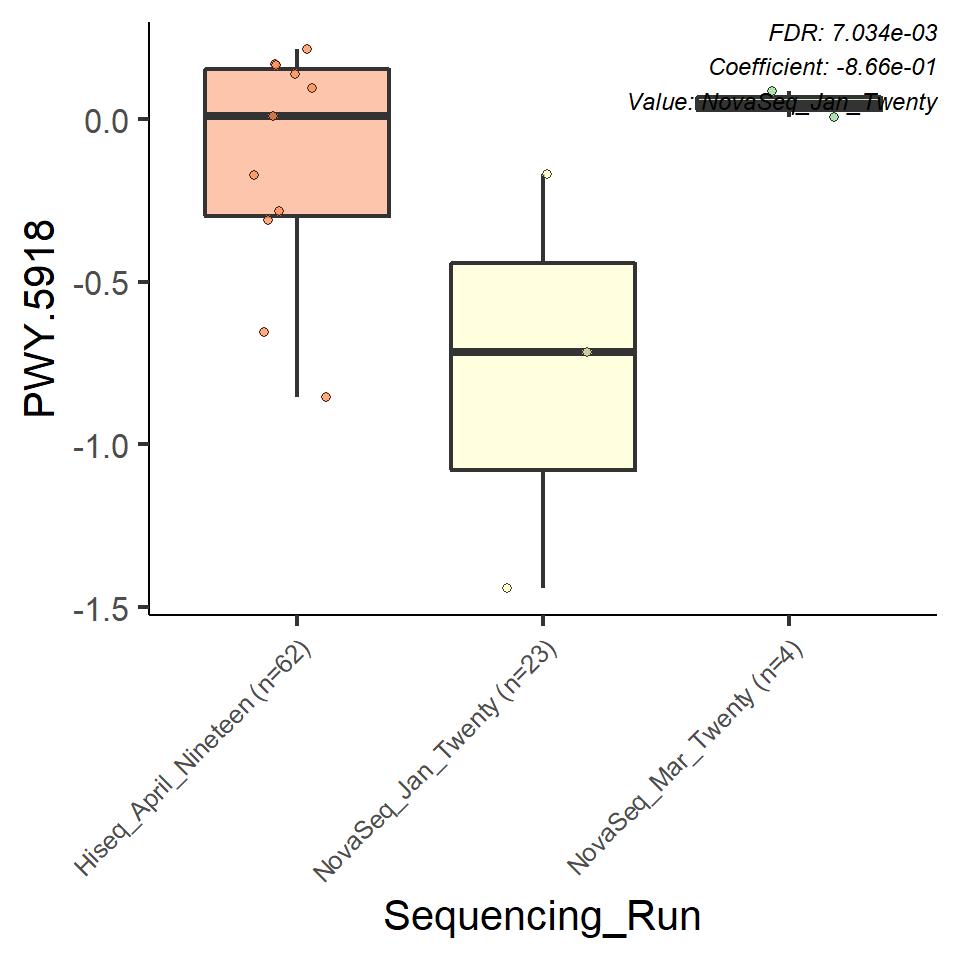 FDR: 7.034e-03
Coefficient: -8.66e-01
Value: NovaSeq_Jan_Twenty
0.0
-0.5
-1.0
-1.5
PWY.5918
Hiseq_April_Nineteen (n=62)
NovaSeq_Jan_Twenty (n=23)
NovaSeq_Mar_Twenty (n=4)
Sequencing_Run